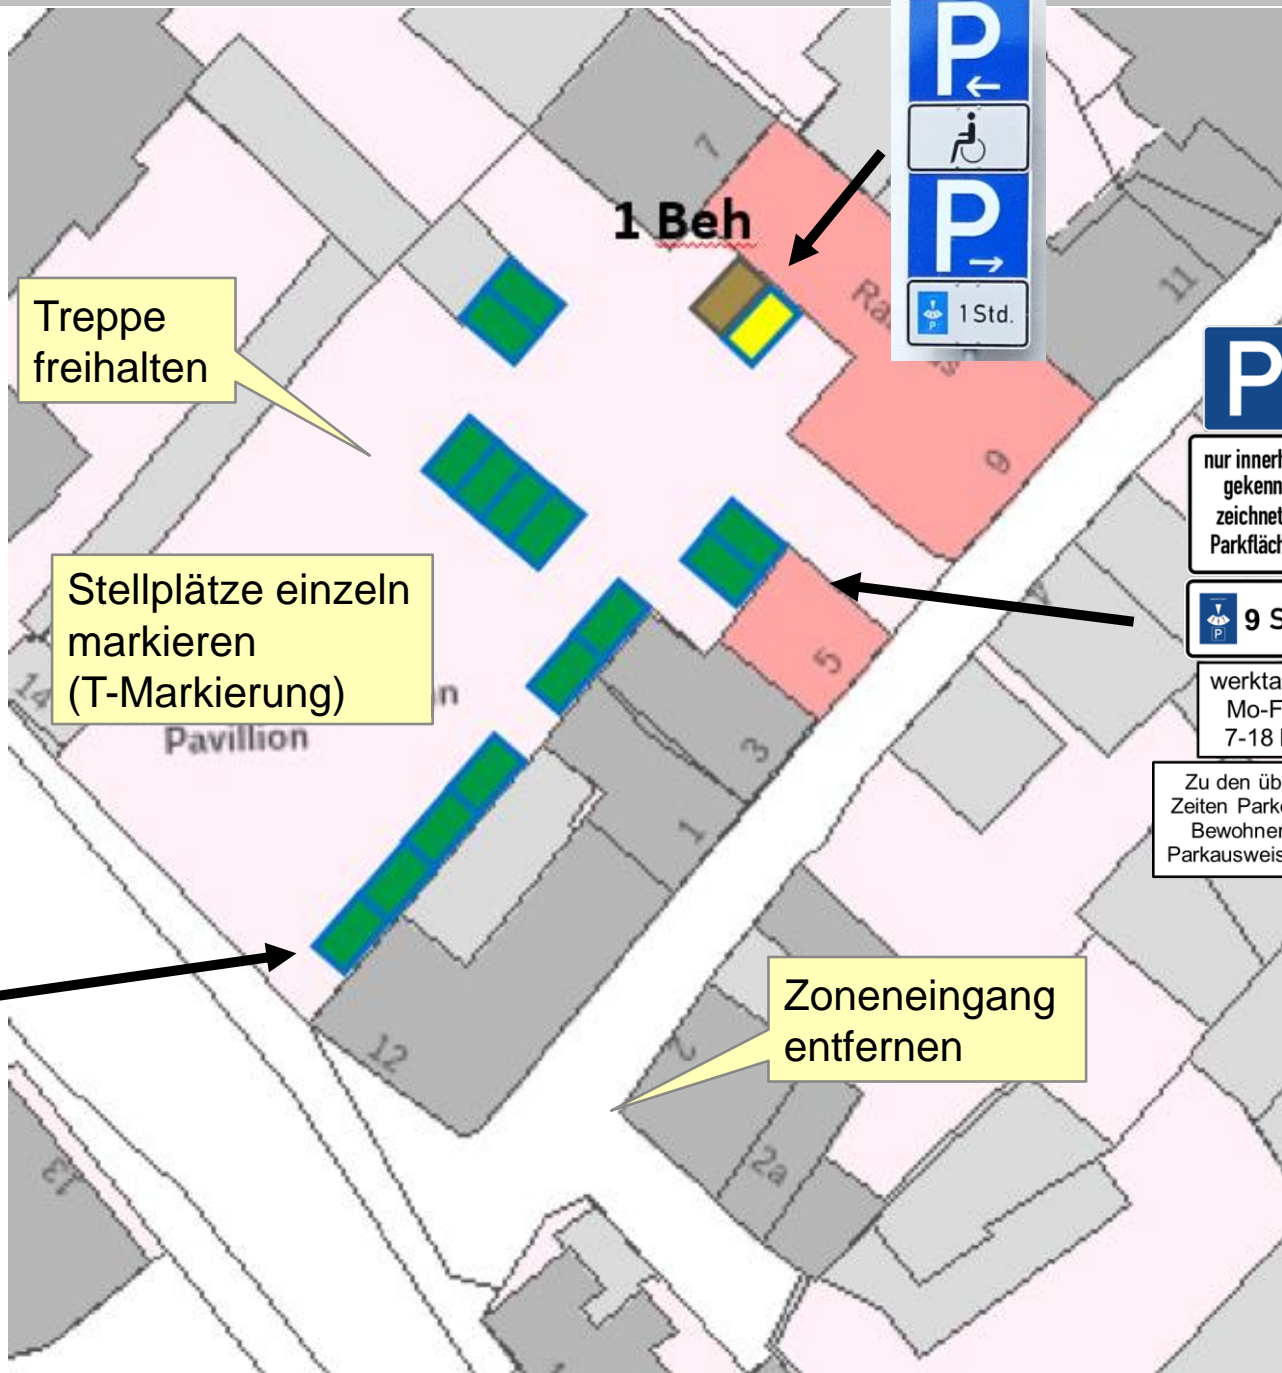 P
P
1 Std.
7
1 Beh
11
Treppe
freihalten
9
P
nur innerh
gekenn
zeichnet
Parkfläch
P
9 S
werkta
Mo-F
7-18
Zu den üb
Zeiten Park
Bewohner
Parkausweis
Stellplätze einzeln
markieren
(T-Markierung)
14
n
Pavillion
5
3
1
Zoneneingang
entfernen
12
2
2a
13